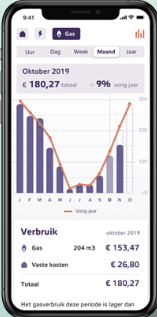 9:41
Gas
Uur Dag Week Maand Jaar
Oktober 2019
€ 180,27 totaal 9% vorig jaar
300
200
100
J F M A M J J A S O N D
Vorig jaar
Verbruik oktober 2019
Gas 204 m3 € 153,47
Vaste kosten € 26,80
Totaal € 180,27
Het gasverbruik deze periode is lager dan